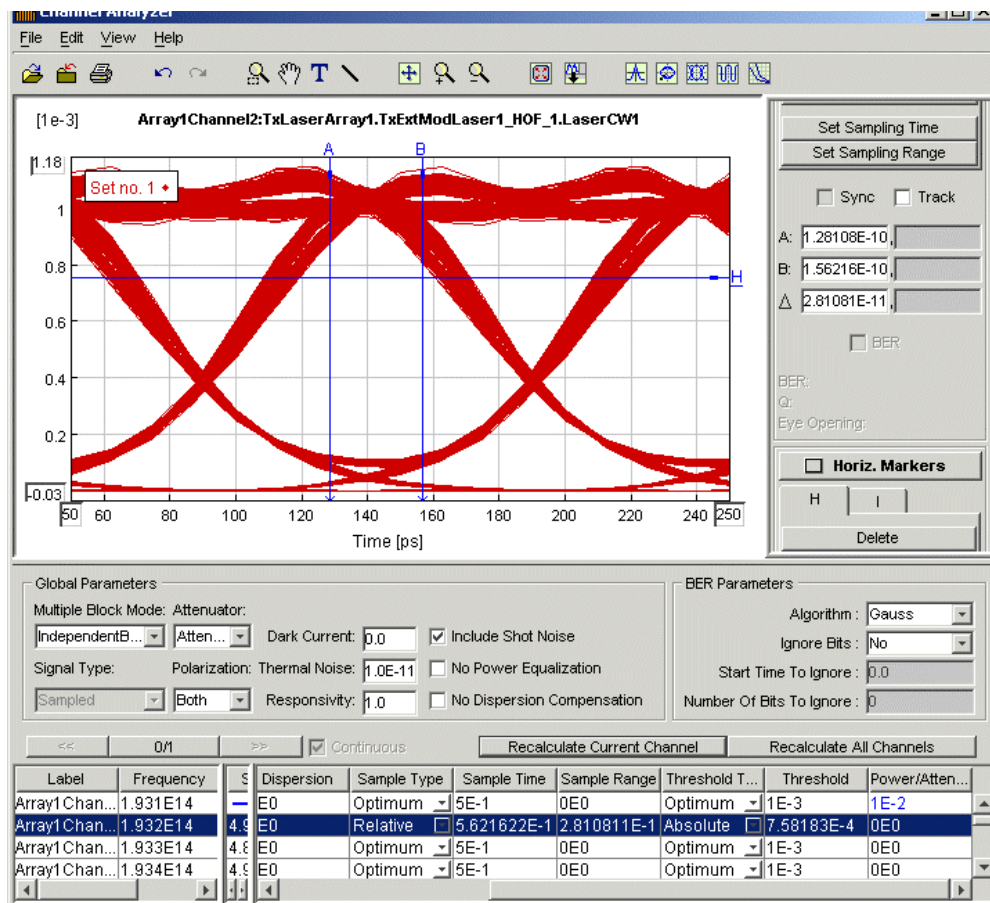 Channel Analyzer
File Edit View Help
[1e-3] Array1Channel2:TxLaserArray1.TxExtModLaser1_HOF_1.LaserCW1
A B
1.18
Set no. 1
1
0.8
H
0.6
0.4
0.2
-0.03
50 60 80 100 120 140 160 180 200 220 240 250
Time [ps]
Set Sampling Time
Set Sampling Range
Sync Track
A: 1.28108E-10,
B: 1.56216E-10,
Δ 2.81081E-11,
BER
BER:
Q:
Eye Opening:
Horiz. Markers
H I
Delete
Global Parameters
Multiple Block Mode: Attenuator:
IndependentB... Atten... Dark Current: 0.0 Include Shot Noise
Signal Type: Polarization: Thermal Noise: 1.0E-11 No Power Equalization
Sampled Both Responsivity: 1.0 No Dispersion Compensation
BER Parameters
Algorithm : Gauss
Ignore Bits : No
Start Time To Ignore : 0.0
Number Of Bits To Ignore : 0
<< 0/1 >> Continuous Recalculate Current Channel Recalculate All Channels
Label Frequency S Dispersion Sample Type Sample Time Sample Range Threshold T... Threshold Power/Atten...
Array1Chan... 1.931E14 E0 Optimum 5E-1 0E0 Optimum 1E-3 1E-2
Array1Chan... 1.932E14 4.9 E0 Relative 5.621622E-1 2.810811E-1 Absolute 7.58183E-4 0E0
Array1Chan... 1.933E14 4.8 E0 Optimum 5E-1 0E0 Optimum 1E-3 0E0
Array1Chan... 1.934E14 4.9 E0 Optimum 5E-1 0E0 Optimum 1E-3 0E0